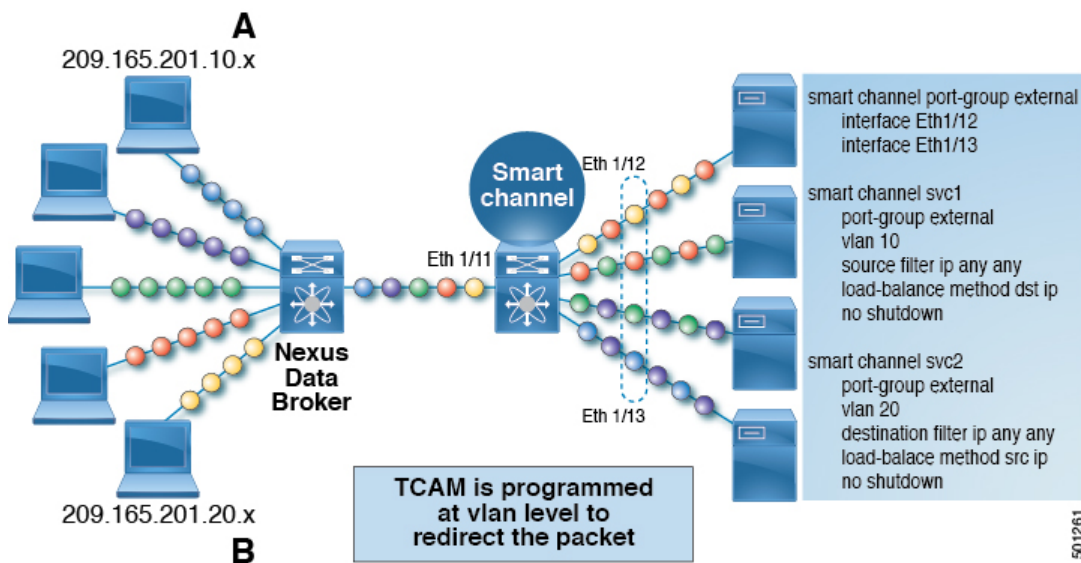 A
209.165.201.10.x
Smart
channel
Eth 1/12
Eth 1/11
Nexus
Data
Broker
Eth 1/13
209.165.201.20.x
B
TCAM is programmed
at vlan level to
redirect the packet
smart channel port-group external
interface Eth1/12
interface Eth1/13
smart channel svc1
port-group external
vlan 10
source filter ip any any
load-balance method dst ip
no shutdown
smart channel svc2
port-group external
vlan 20
destination filter ip any any
load-balace method src ip
no shutdown
501261